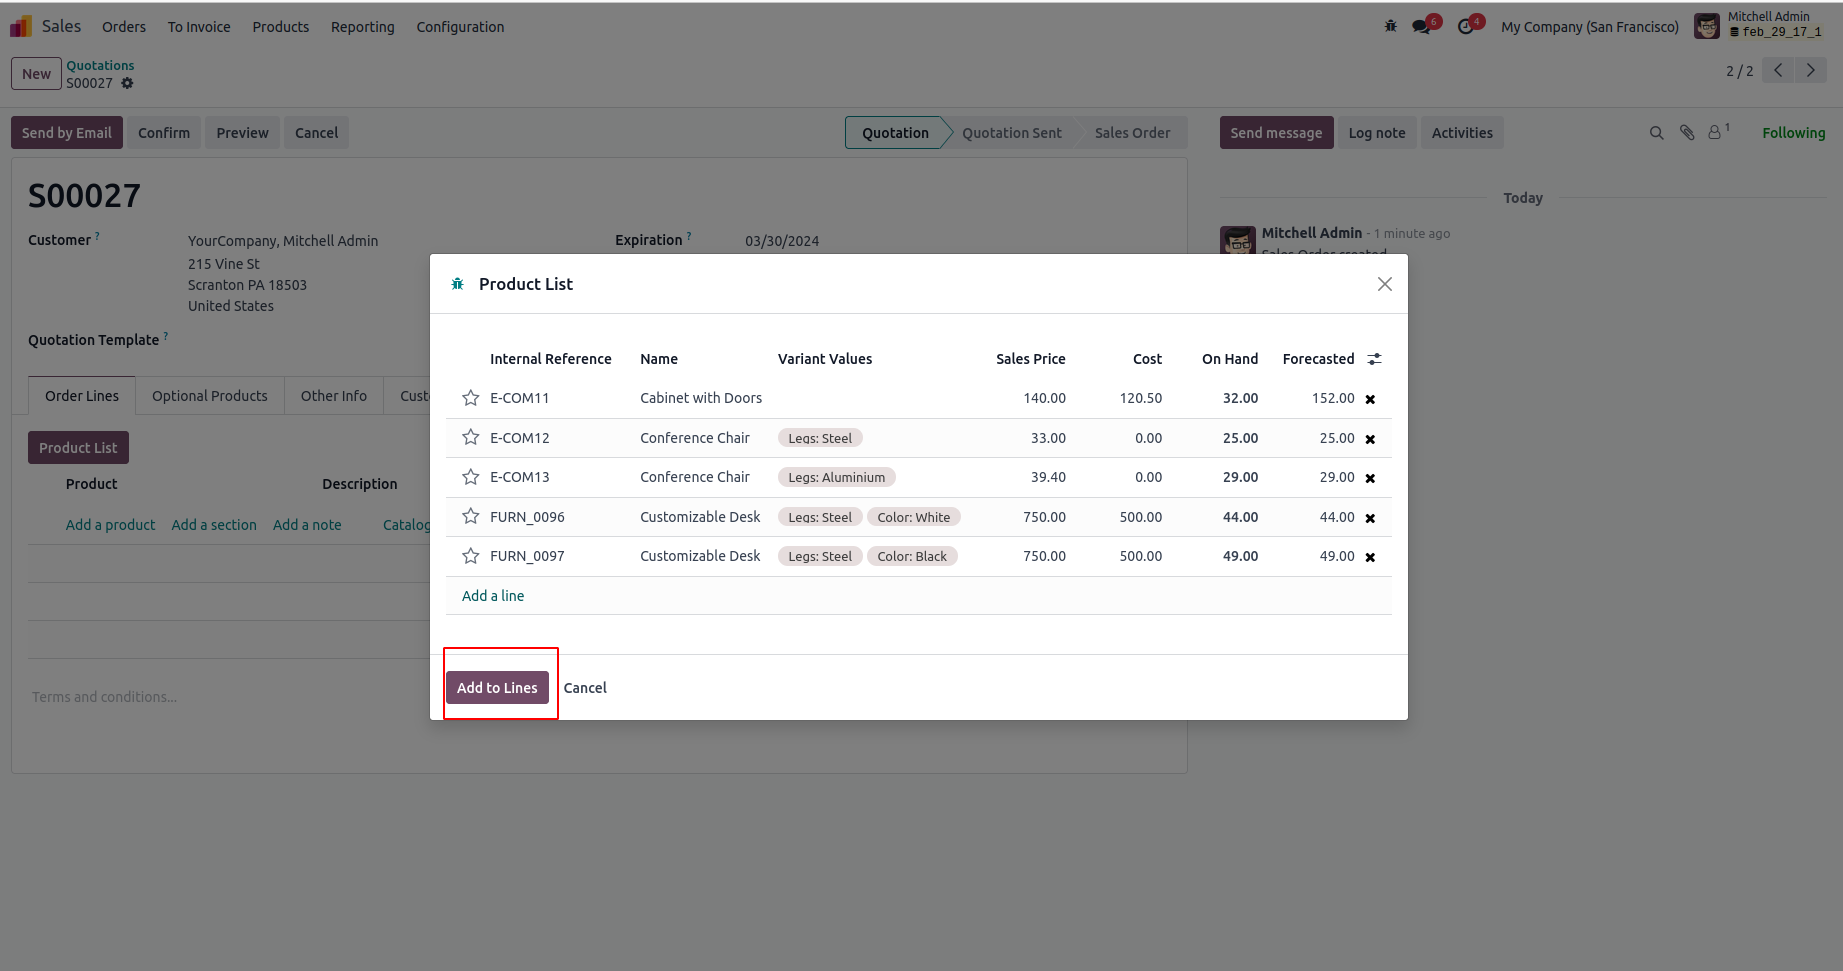 Sales Orders To Invoice Products Reporting Configuration 6 4 My Company (San Francisco) Mitchell Admin
feb_29_17_1
New Quotations
S00027
2 / 2
Send by Email Confirm Preview Cancel Quotation Quotation Sent Sales Order Send message Log note Activities 1 Following
S00027
Today
Customer ? YourCompany, Mitchell Admin Expiration ? 03/30/2024
Mitchell Admin - 1 minute ago
Sales Order created
215 Vine St
Scranton PA 18503
United States
Quotation Template ?
Product List
Internal Reference Name Variant Values Sales Price Cost On Hand Forecasted
E-COM11 Cabinet with Doors 140.00 120.50 32.00 152.00
E-COM12 Conference Chair Legs: Steel 33.00 0.00 25.00 25.00
E-COM13 Conference Chair Legs: Aluminium 39.40 0.00 29.00 29.00
FURN_0096 Customizable Desk Legs: Steel Color: White 750.00 500.00 44.00 44.00
FURN_0097 Customizable Desk Legs: Steel Color: Black 750.00 500.00 49.00 49.00
Add a line
Add to Lines Cancel
Order Lines Optional Products Other Info Cust
Product List
Product Description
Add a product Add a section Add a note Catalog
Terms and conditions...